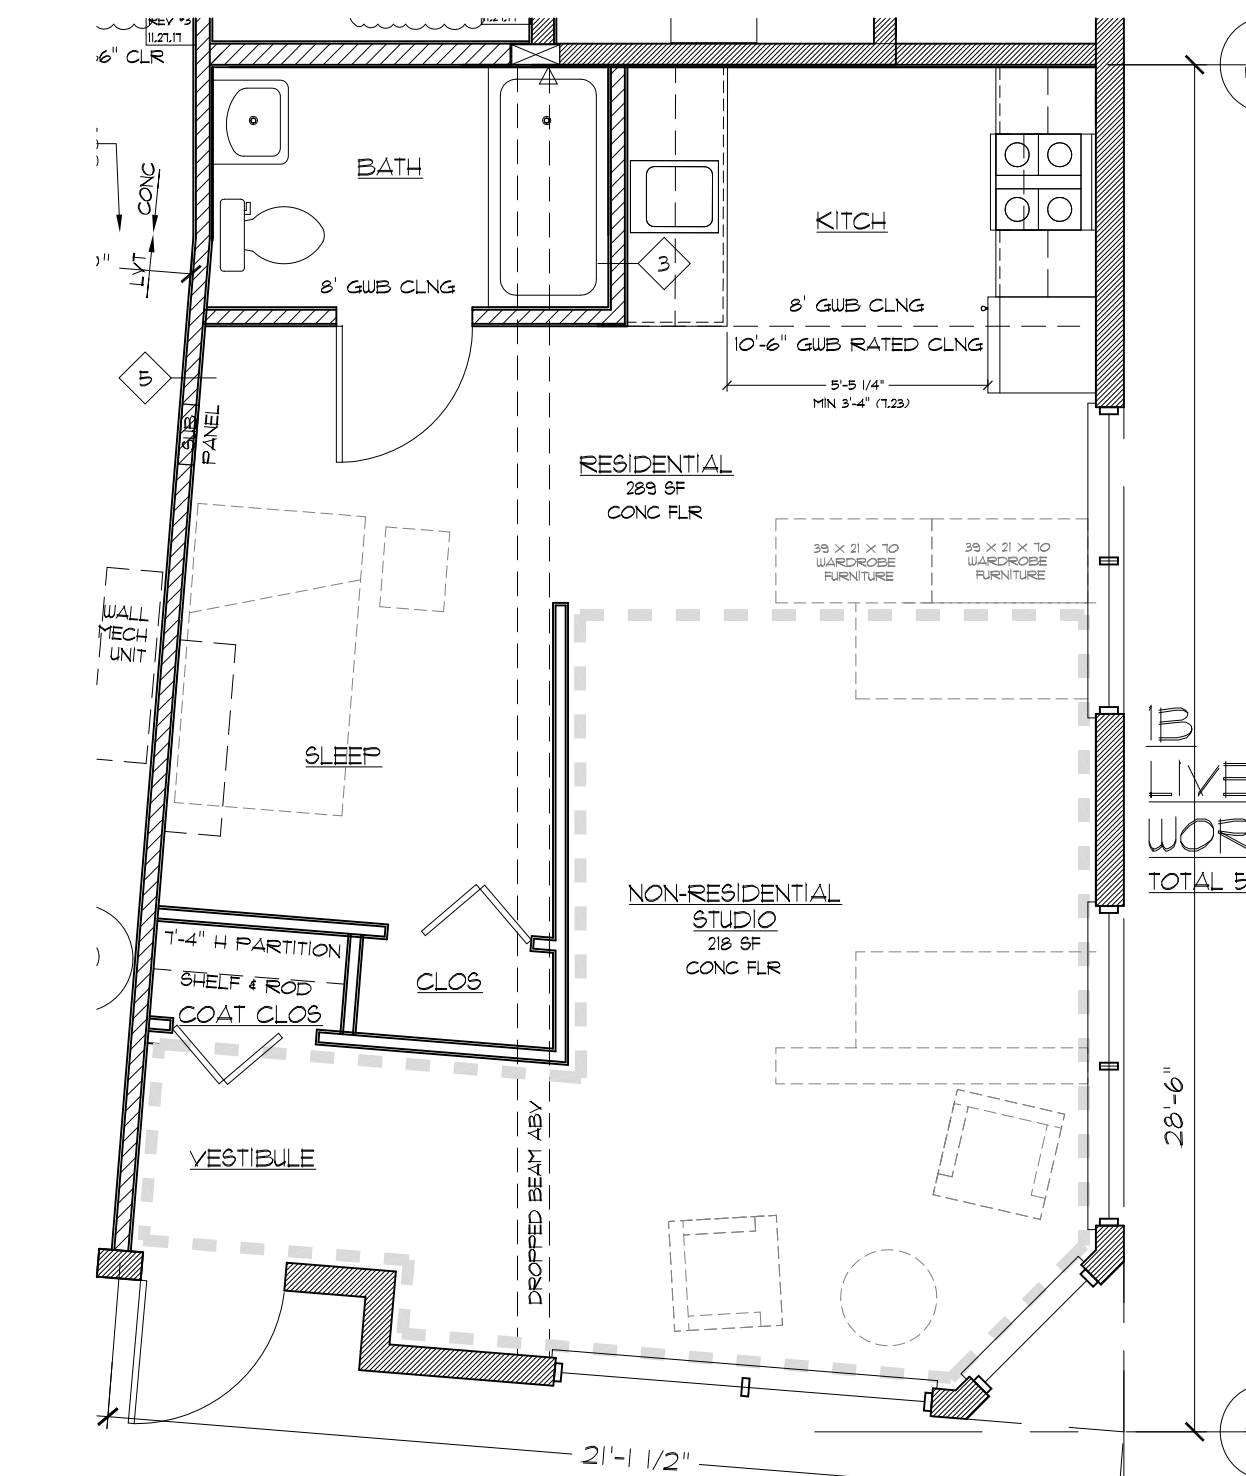 REV #3
11.27.17
6" CLR
CONC
LVT
BATH
8' GWB CLNG
3
KITCH
8' GWB CLNG
10'-6" GWB RATED CLNG
5'-5 1/4"
MIN 3'-4" (7.23)
5
SUB
PANEL
RESIDENTIAL
289 SF
CONC FLR
39 X 21 X 70
WARDROBE
FURNITURE
39 X 21 X 70
WARDROBE
FURNITURE
WALL
MECH
UNIT
SLEEP
1B
LIVE
WOR
TOTAL 5
NON-RESIDENTIAL
STUDIO
218 SF
CONC FLR
7'-4" H PARTITION
SHELF & ROD
COAT CLOS
CLOS
VESTIBULE
DROPPED BEAM ABV
28'-6"
21'-1 1/2"